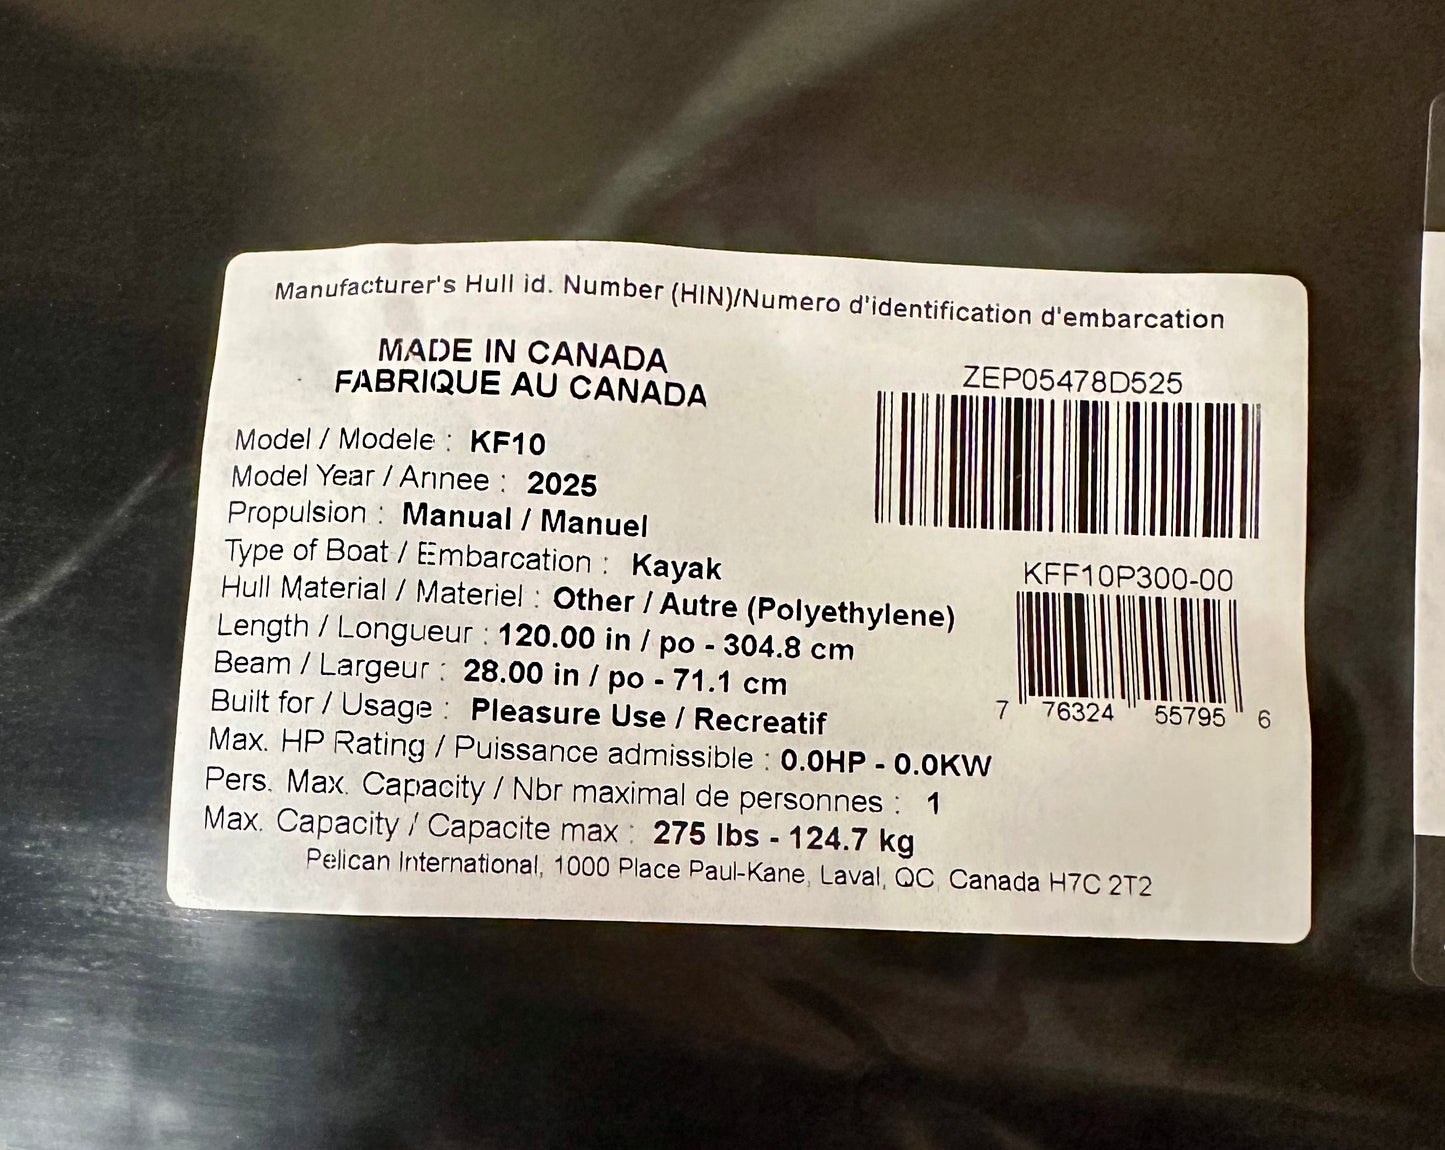 Manufacturer's Hull id. Number (HIN)/Numero d'identification d'embarcation
MADE IN CANADA
FABRIQUE AU CANADA
ZEP05478D525
Model / Modele : KF10
Model Year / Annee : 2025
Propulsion : Manual / Manuel
Type of Boat / Embarcation : Kayak
KFF10P300-00
Hull Material / Materiel : Other / Autre (Polyethylene)
Length / Longueur : 120.00 in / po - 304.8 cm
Beam / Largeur : 28.00 in / po - 71.1 cm
Built for / Usage : Pleasure Use / Recreatif
7 76324 55795 6
Max. HP Rating / Puissance admissible : 0.0HP - 0.0KW
Pers. Max. Capacity / Nbr maximal de personnes : 1
Max. Capacity / Capacite max : 275 lbs - 124.7 kg
Pelican International, 1000 Place Paul-Kane, Laval, QC, Canada H7C 2T2